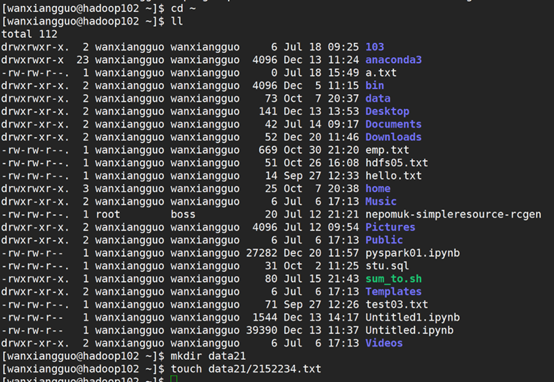 [wanxiangguo@hadoop102 ~]$ cd ~
[wanxiangguo@hadoop102 ~]$ ll
total 112
drwxrwxr-x.  2 wanxiangguo wanxiangguo     6 Jul 18 09:25 103
drwxrwxr-x  23 wanxiangguo wanxiangguo  4096 Dec 13 11:24 anaconda3
-rw-rw-r--.  1 wanxiangguo wanxiangguo     0 Jul 18 15:49 a.txt
drwxr-xr-x.  2 wanxiangguo wanxiangguo  4096 Dec  5 11:15 bin
drwxr-xr-x.  2 wanxiangguo wanxiangguo    73 Oct  7 20:37 data
drwxr-xr-x.  2 wanxiangguo wanxiangguo   141 Dec 13 13:53 Desktop
drwxr-xr-x.  2 wanxiangguo wanxiangguo    42 Jul 14 09:17 Documents
drwxr-xr-x.  2 wanxiangguo wanxiangguo    52 Dec 20 11:46 Downloads
-rw-rw-r--.  1 wanxiangguo wanxiangguo   669 Oct 30 21:20 emp.txt
-rw-rw-r--.  1 wanxiangguo wanxiangguo    51 Oct 26 16:08 hdfs05.txt
-rw-rw-r--.  1 wanxiangguo wanxiangguo    14 Sep 27 12:33 hello.txt
drwxr-xr-x.  3 wanxiangguo wanxiangguo    25 Oct  7 20:38 home
drwxr-xr-x.  2 wanxiangguo wanxiangguo     6 Jul  6 17:13 Music
-rw-rw-r--.  1 root        boss           20 Jul 12 21:21 nepomuk-simpleresource-rcgen
drwxr-xr-x.  2 wanxiangguo wanxiangguo  4096 Jul 12 09:54 Pictures
drwxr-xr-x.  2 wanxiangguo wanxiangguo     6 Jul  6 17:13 Public
-rw-rw-r--   1 wanxiangguo wanxiangguo 27282 Dec 20 11:57 pyspark01.ipynb
-rw-rw-r--.  1 wanxiangguo wanxiangguo    31 Oct  2 11:25 stu.sql
-rwxrwxr-x.  1 wanxiangguo wanxiangguo    80 Jul 15 21:43 sum_to.sh
drwxr-xr-x.  2 wanxiangguo wanxiangguo     6 Jul  6 17:13 Templates
-rw-rw-r--.  1 wanxiangguo wanxiangguo    71 Sep 27 12:26 test03.txt
-rw-rw-r--   1 wanxiangguo wanxiangguo  1544 Dec 13 14:17 Untitled1.ipynb
-rw-rw-r--   1 wanxiangguo wanxiangguo 39390 Dec 13 11:37 Untitled.ipynb
drwxr-xr-x.  2 wanxiangguo wanxiangguo     6 Jul  6 17:13 Videos
[wanxiangguo@hadoop102 ~]$ mkdir data21
[wanxiangguo@hadoop102 ~]$ touch data21/2152234.txt